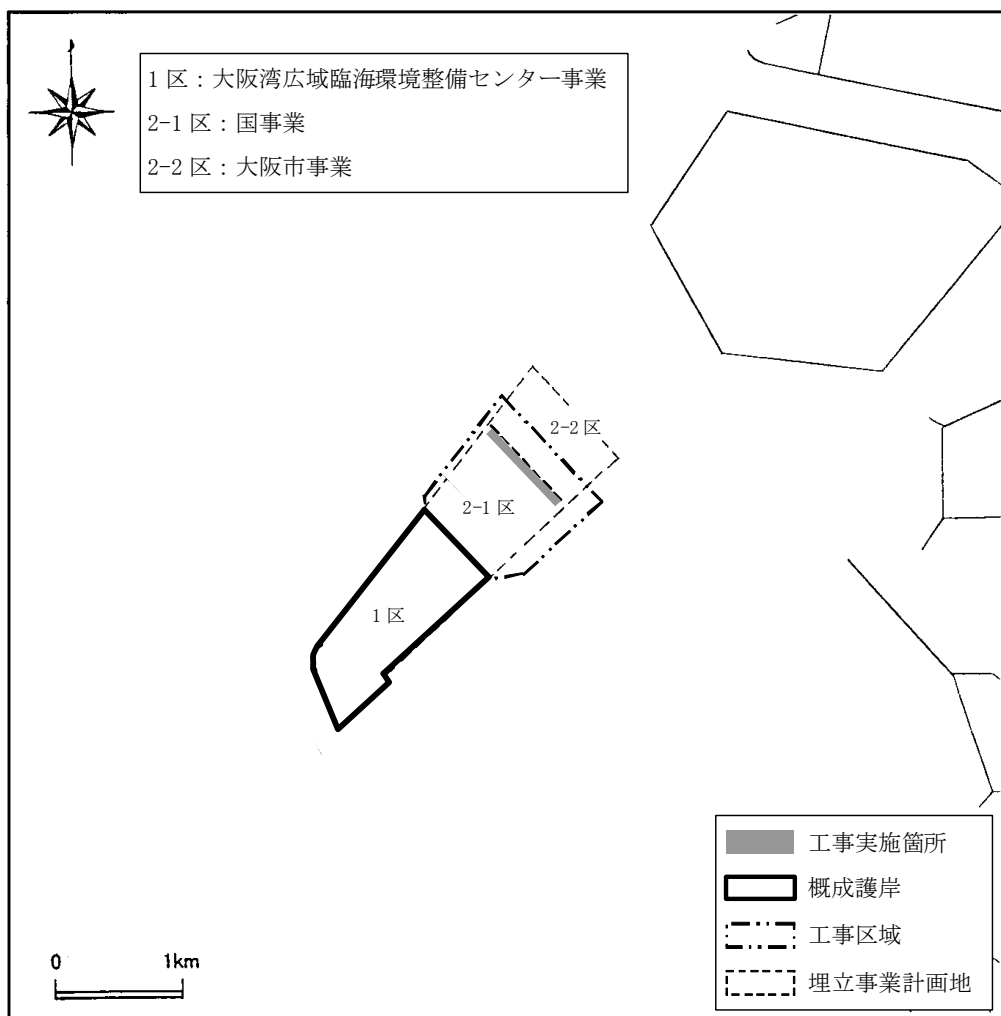 1区：大阪湾広域臨海環境整備センター事業
2-1区：国事業
2-2区：大阪市事業
2-2区
2-1区
1区
工事実施箇所
概成護岸
工事区域
埋立事業計画地
0 1km